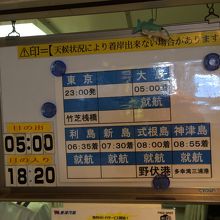 ⚠印=【天候状況により着岸出来ない場合があります
東京 大島
23:00発 05:00着
竹芝桟橋 就航
利島 新島 式根島 神津島
06:35着 07:30着 08:00着 08:55着
就航 就航 就航 就航
野伏港 多幸湾三浦港
日の出
05:00
日の入り
18:20